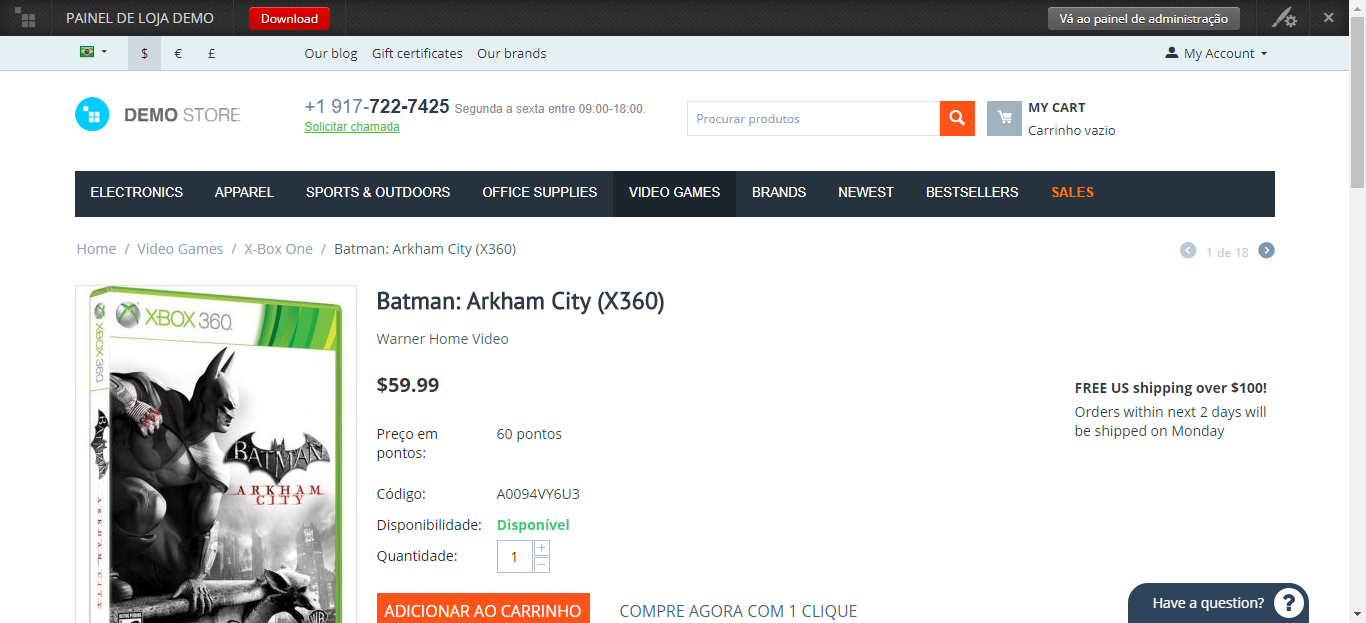 PAINEL DE LOJA DEMO Download Vá ao painel de administração
$ € £ Our blog Gift certificates Our brands My Account
DEMO STORE
+1 917-722-7425 Segunda a sexta entre 09:00-18:00.
Solicitar chamada
Procurar produtos
MY CART
Carrinho vazio
ELECTRONICS APPAREL SPORTS & OUTDOORS OFFICE SUPPLIES VIDEO GAMES BRANDS NEWEST BESTSELLERS SALES
Home / Video Games / X-Box One / Batman: Arkham City (X360) 1 de 18
XBOX 360
XBOX 360
BATMAN
ARKHAM
CITY
ARKHAM CITY
Batman: Arkham City (X360)
Warner Home Video
$59.99
Preço em pontos: 60 pontos
Código: A0094VY6U3
Disponibilidade: Disponível
Quantidade: 1 + −
ADICIONAR AO CARRINHO COMPRE AGORA COM 1 CLIQUE
FREE US shipping over $100!
Orders within next 2 days will
be shipped on Monday
Have a question? ?